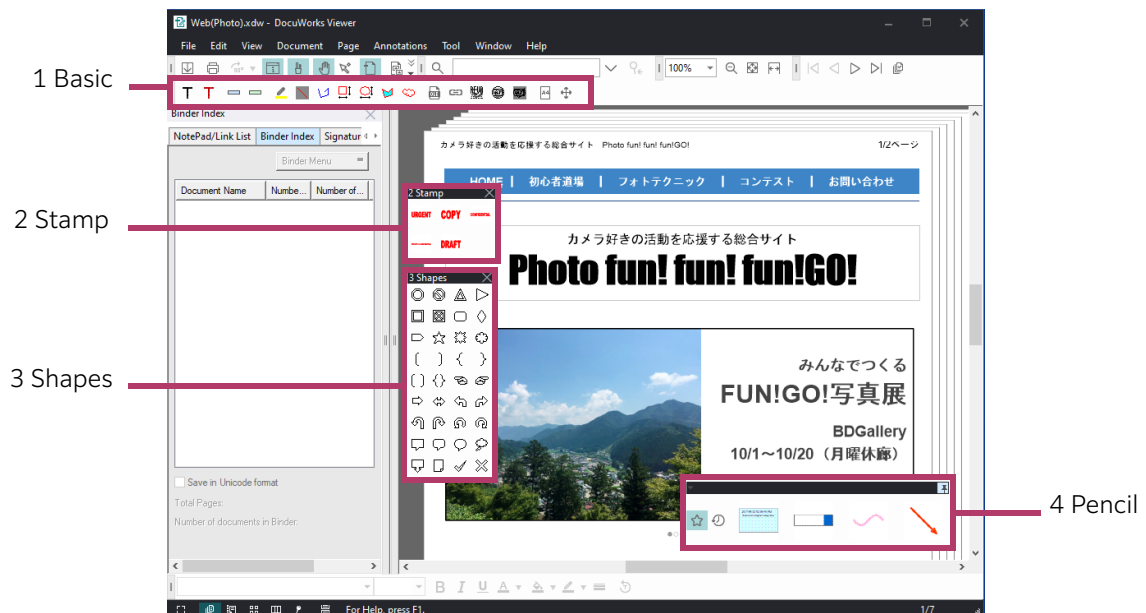 Web(Photo).xdw - DocuWorks Viewer
File Edit View Document Page Annotations Tool Window Help
100%
1 Basic
T T
Binder Index
NotePad/Link List Binder Index Signatur
Binder Menu
Document Name Numbe... Number of...
カメラ好きの活動を応援する総合サイト Photo fun! fun! fun!GO!
1/2ページ
HOME | 初心者道場 | フォトテクニック | コンテスト | お問い合わせ
2 Stamp
2 Stamp
URGENT COPY CONFIDENTIAL
DRAFT
カメラ好きの活動を応援する総合サイト
Photo fun! fun! fun!GO!
3 Shapes
3 Shapes
みんなでつくる
FUN!GO!写真展
BDGallery
10/1～10/20（月曜休廊）
4 Pencil
Save in Unicode format
Total Pages:
Number of documents in Binder:
B I U A
For Help, press F1.
1/7